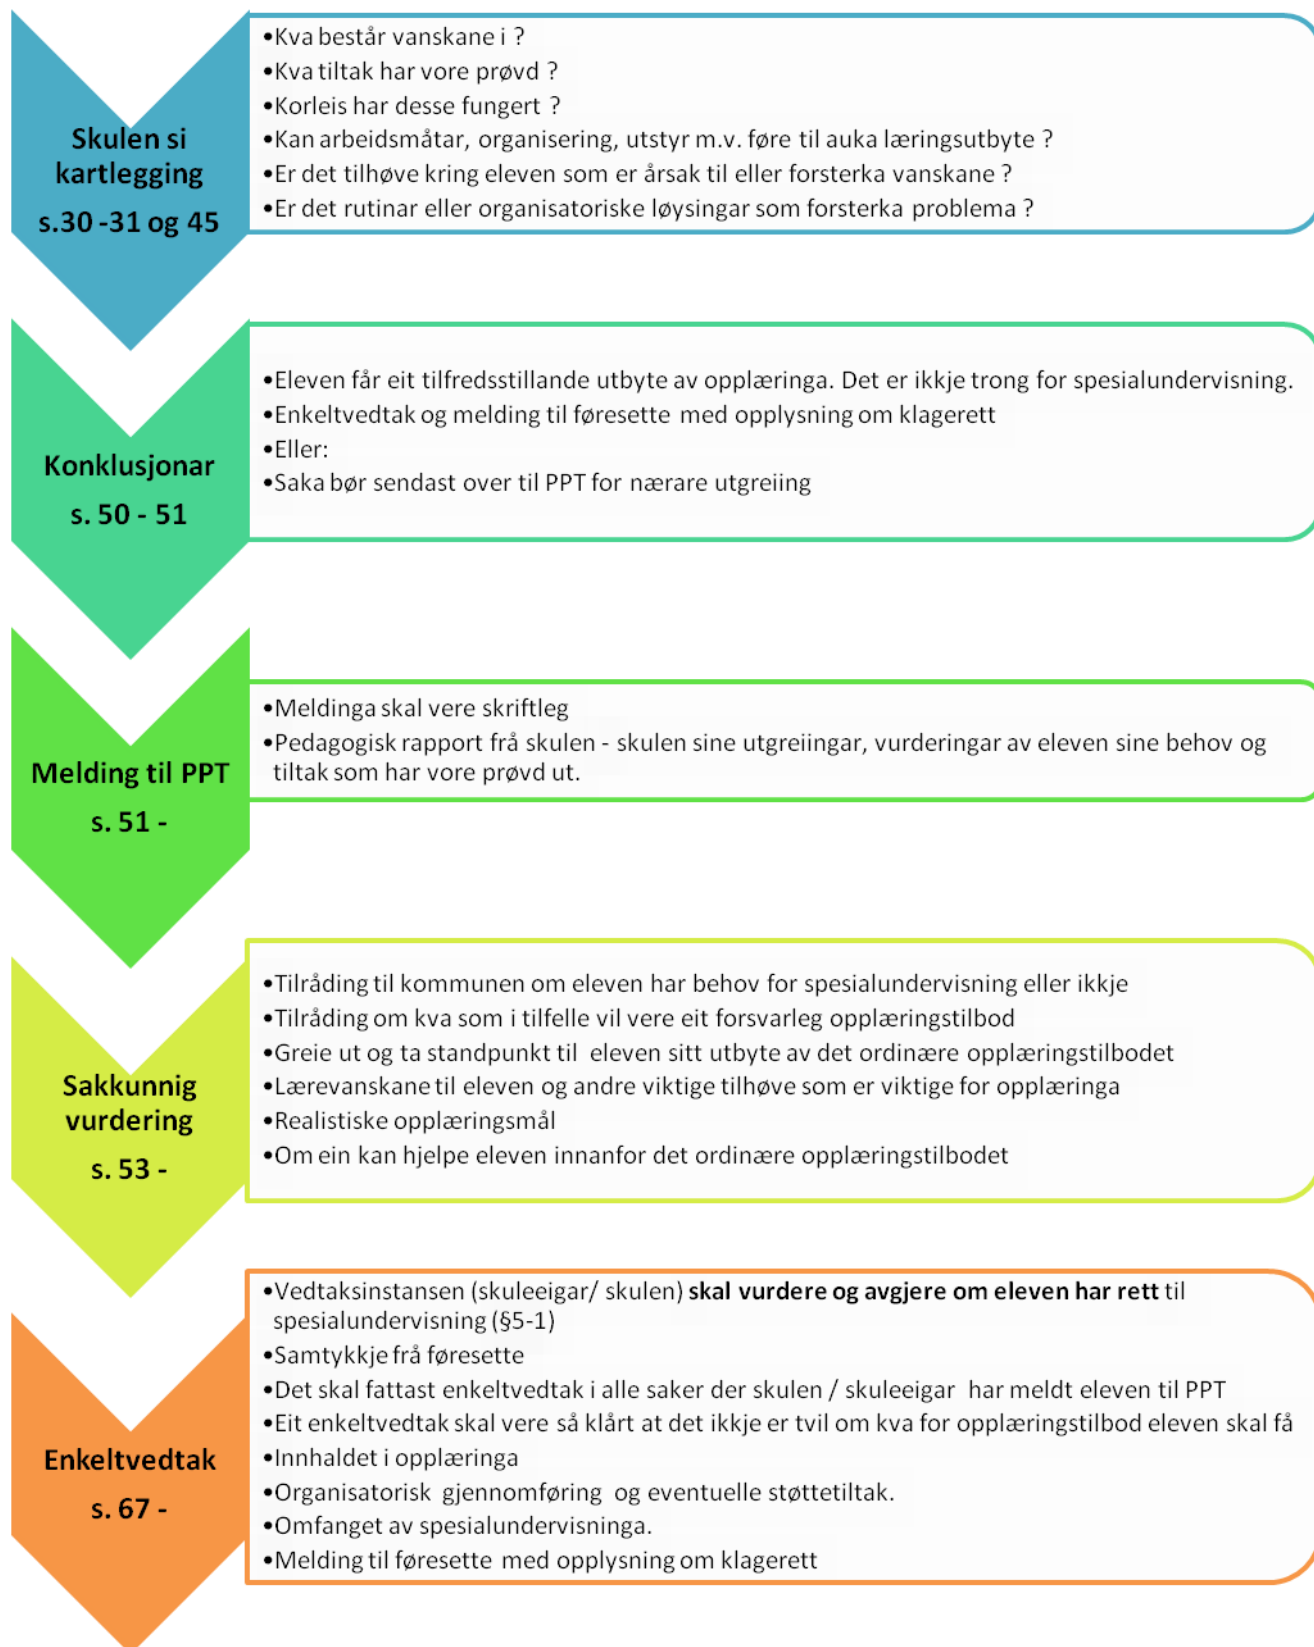 Skulen si
kartlegging
s.30 -31 og 45
•Kva består vanskane i ?
•Kva tiltak har vore prøvd ?
•Korleis har desse fungert ?
•Kan arbeidsmåtar, organisering, utstyr m.v. føre til auka læringsutbyte ?
•Er det tilhøve kring eleven som er årsak til eller forsterka vanskane ?
•Er det rutinar eller organisatoriske løysingar som forsterka problema ?
Konklusjonar
s. 50 - 51
•Eleven får eit tilfredsstillande utbyte av opplæringa. Det er ikkje trong for spesialundervisning.
•Enkeltvedtak og melding til føresette med opplysning om klagerett
•Eller:
•Saka bør sendast over til PPT for nærare utgreiing
Melding til PPT
s. 51 -
•Meldinga skal vere skriftleg
•Pedagogisk rapport frå skulen - skulen sine utgreiingar, vurderingar av eleven sine behov og
tiltak som har vore prøvd ut.
Sakkunnig
vurdering
s. 53 -
•Tilråding til kommunen om eleven har behov for spesialundervisning eller ikkje
•Tilråding om kva som i tilfelle vil vere eit forsvarleg opplæringstilbod
•Greie ut og ta standpunkt til eleven sitt utbyte av det ordinære opplæringstilbodet
•Lærevanskane til eleven og andre viktige tilhøve som er viktige for opplæringa
•Realistiske opplæringsmål
•Om ein kan hjelpe eleven innanfor det ordinære opplæringstilbodet
Enkeltvedtak
s. 67 -
•Vedtaksinstansen (skuleeigar/ skulen) skal vurdere og avgjere om eleven har rett til
spesialundervisning (§5-1)
•Samtykkje frå føresette
•Det skal fattast enkeltvedtak i alle saker der skulen / skuleeigar har meldt eleven til PPT
•Eit enkeltvedtak skal vere så klårt at det ikkje er tvil om kva for opplæringstilbod eleven skal få
•Innhaldet i opplæringa
•Organisatorisk gjennomføring og eventuelle støttetiltak.
•Omfanget av spesialundervisninga.
•Melding til føresette med opplysning om klagerett